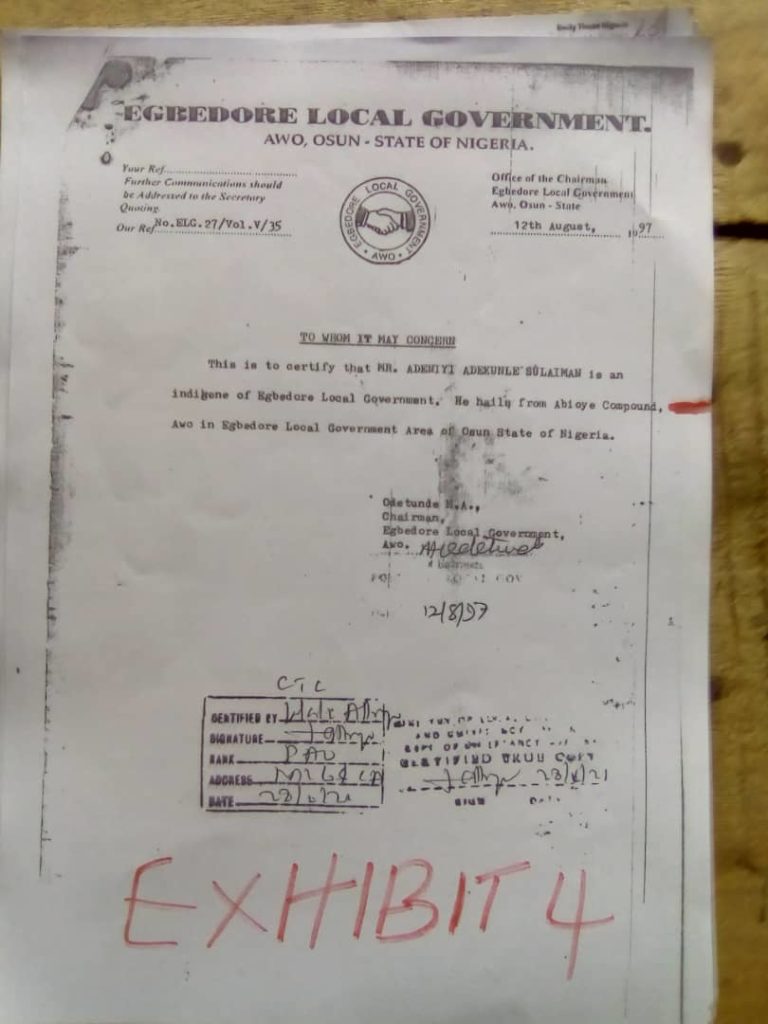 EGBEDORE LOCAL GOVERNMENT.
AWO, OSUN - STATE OF NIGERIA.
Your Ref
Further Communications should
be Addressed to the Secretary
Quoting
Our Ref No.ELG.27/Vol.V/35
EGBEDORE LOCAL GOVERNMENT
AWO
Office of the Chairman
Egbedore Local Government
Awo, Osun - State
12th August, 1997
TO WHOM IT MAY CONCERN
This is to certify that MR. ADENIYI ADEKUNLE SULAIMAN is an
indigene of Egbedore Local Government. He hails from Abioye Compound,
Awo in Egbedore Local Government Area of Osun State of Nigeria.
Odetunde M.A.,
Chairman,
Egbedore Local Government,
Awo.
12/8/97
CTC
CERTIFIED BY
SIGNATURE
RANK
ADDRESS
DATE
CERTIFIED TRUE COPY
SIGN
EXHIBIT 4